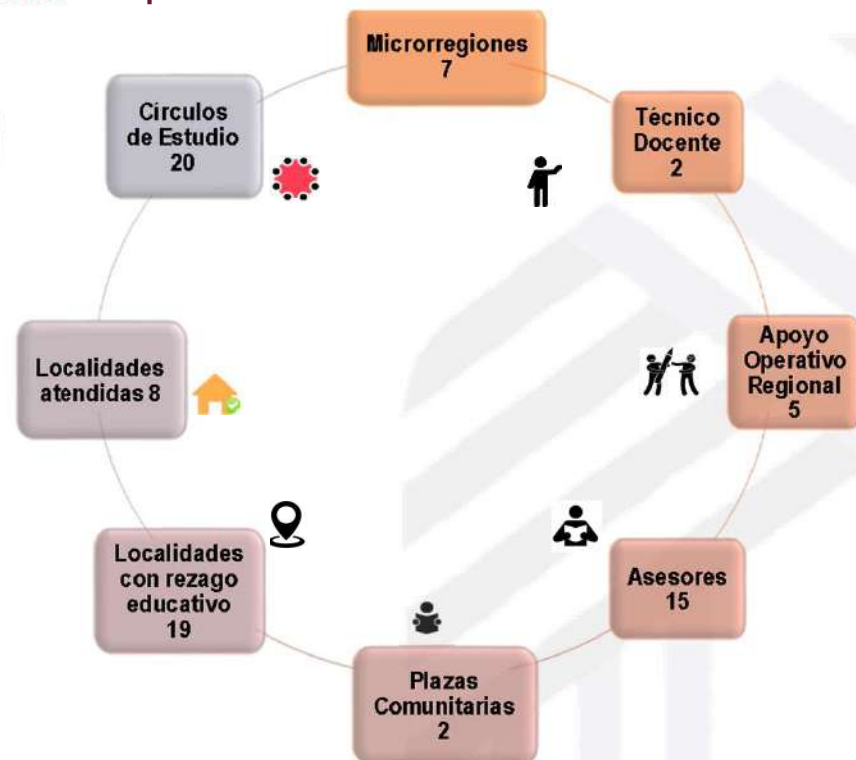 Microrregiones
7
Técnico
Docente
2
Apoyo
Operativo
Regional
5
Asesores
15
Plazas
Comunitarias
2
Localidades
con rezago
educativo
19
Localidades
atendidas 8
Círculos
de Estudio
20